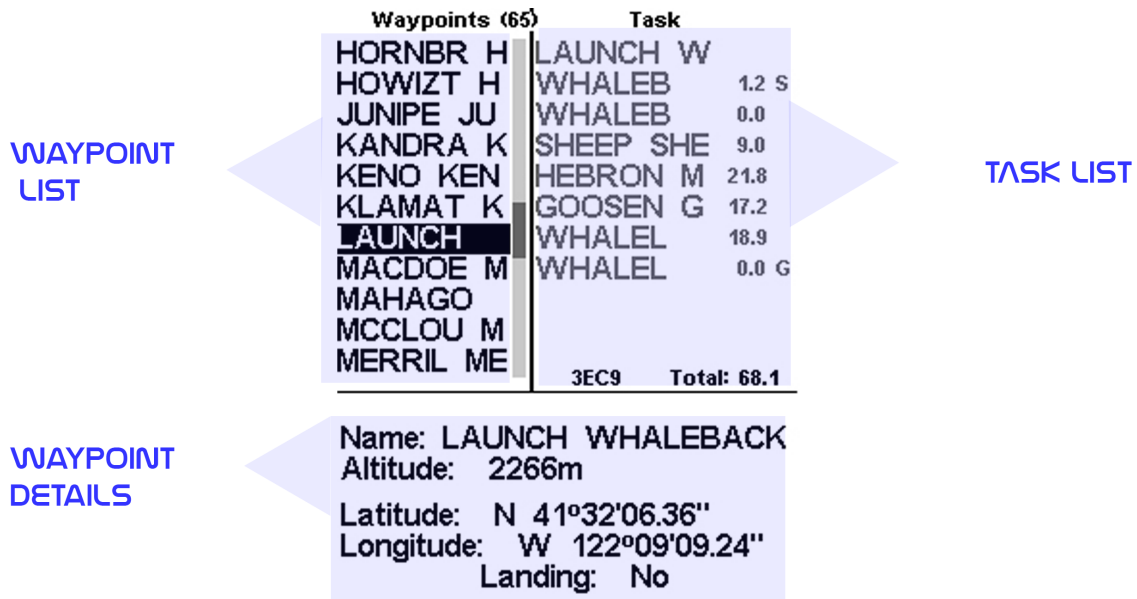 Waypoints (65)
Task
WAYPOINT
LIST
HORNBR H
HOWIZT H
JUNIPE JU
KANDRA K
KENO KEN
KLAMAT K
LAUNCH
MACDOE M
MAHAGO
MCCLOU M
MERRIL ME
LAUNCH W
WHALEB 1.2 S
WHALEB 0.0
SHEEP SHE 9.0
HEBRON M 21.8
GOOSEN G 17.2
WHALEL 18.9
WHALEL 0.0 G
3EC9 Total: 68.1
TASK LIST
WAYPOINT
DETAILS
Name: LAUNCH WHALEBACK
Altitude: 2266m
Latitude: N 41º32'06.36"
Longitude: W 122º09'09.24"
Landing: No